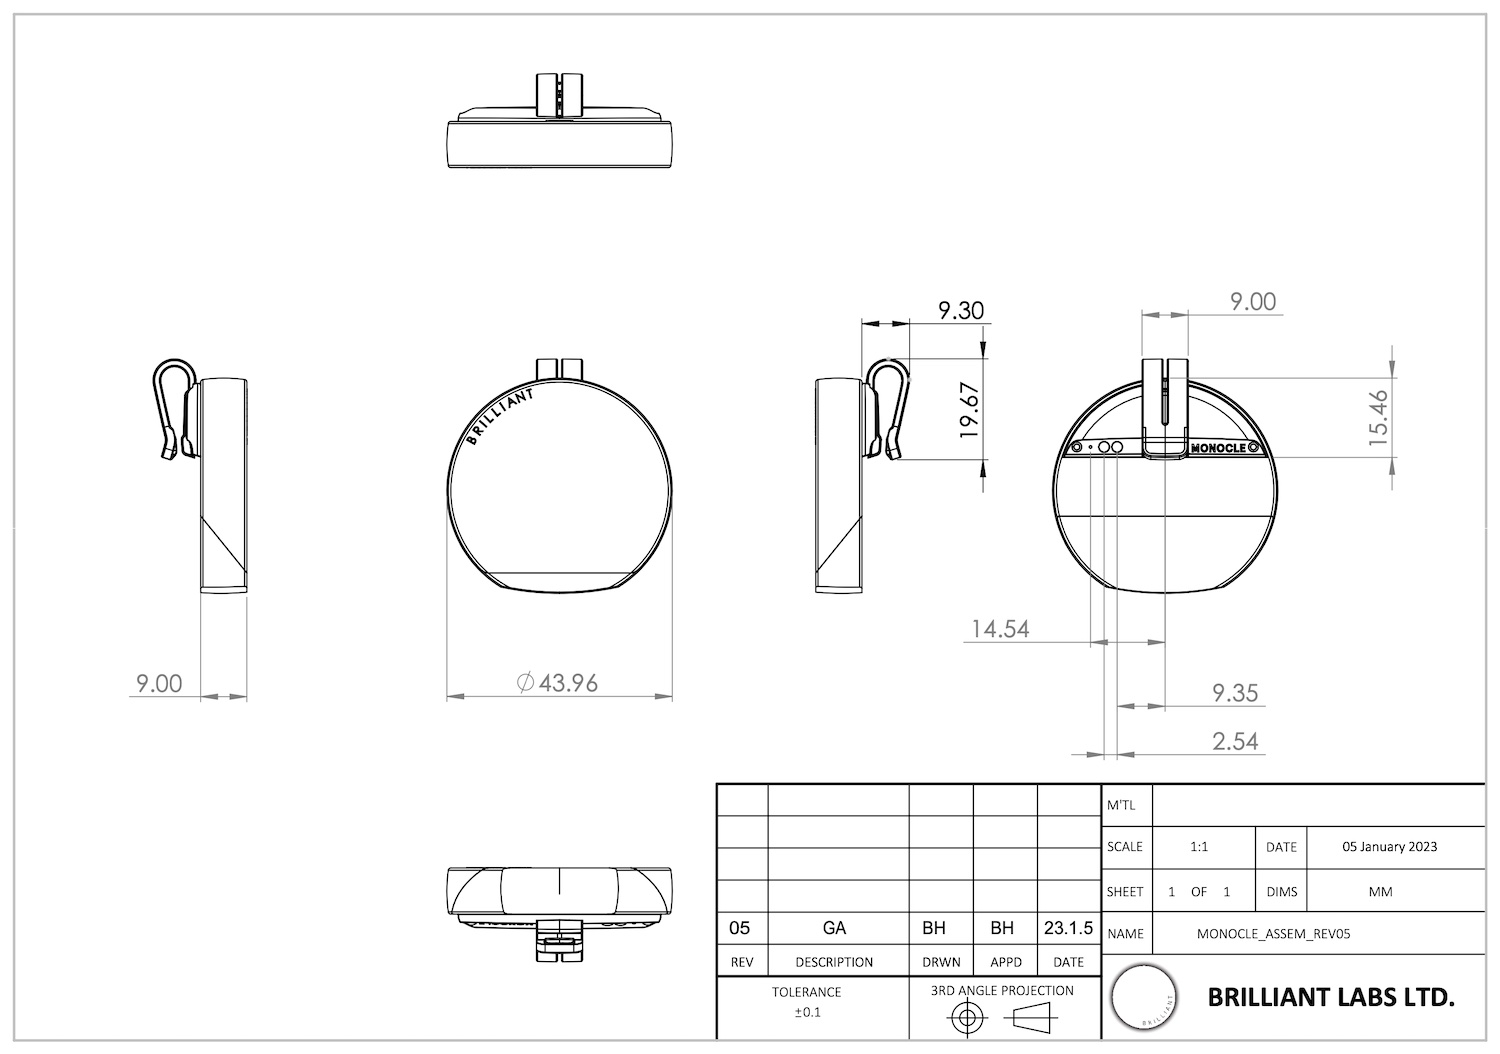 9.30
9.00
19.67
15.46
BRILLIANT
MONOCLE
14.54
9.00
⌀43.96
9.35
2.54
M'TL
SCALE 1:1 DATE 05 January 2023
SHEET 1 OF 1 DIMS MM
05 GA BH BH 23.1.5
NAME MONOCLE_ASSEM_REV05
REV DESCRIPTION DRWN APPD DATE
TOLERANCE
±0.1
3RD ANGLE PROJECTION
BRILLIANT
BRILLIANT LABS LTD.